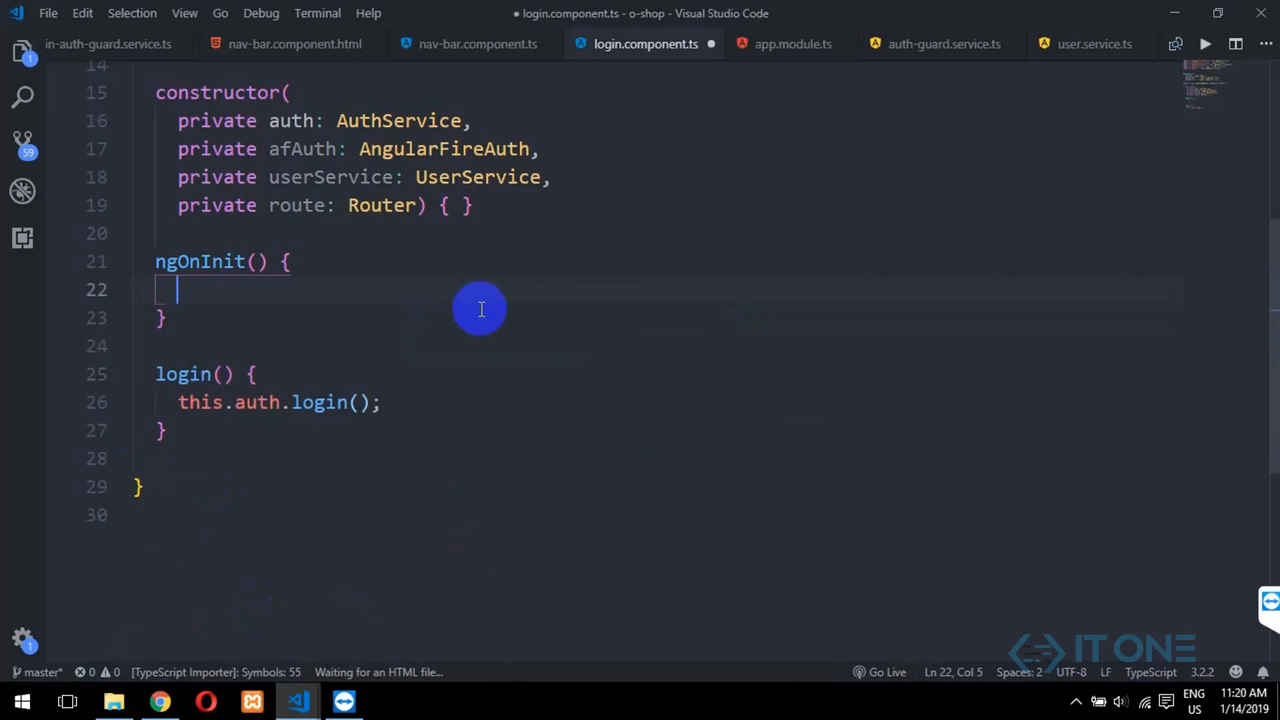 File Edit Selection View Go Debug Terminal Help
● login.component.ts - o-shop - Visual Studio Code
in-auth-guard.service.ts nav-bar.component.html nav-bar.component.ts login.component.ts app.module.ts auth-guard.service.ts user.service.ts
14
15 constructor(
16 private auth: AuthService,
17 private afAuth: AngularFireAuth,
18 private userService: UserService,
19 private route: Router) { }
20
21 ngOnInit() {
22
23 }
24
25 login() {
26 this.auth.login();
27 }
28
29 }
30
1
59
1
IT ONE
master* 0 0 [TypeScript Importer]: Symbols: 55 Waiting for an HTML file... Go Live Ln 22, Col 5 Spaces: 2 UTF-8 LF TypeScript 3.2.2
ENG 11:20 AM
US 1/14/2019